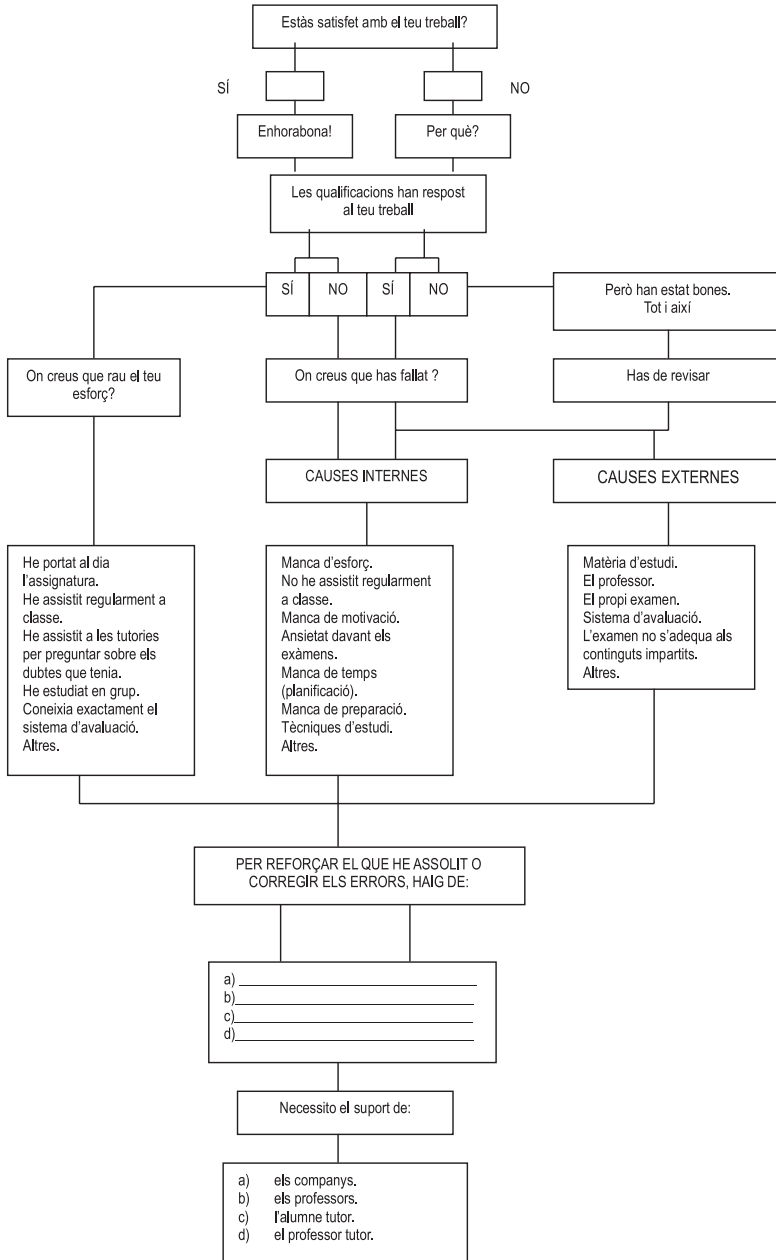 Estàs satisfet amb el teu treball?
SÍ
NO
Enhorabona!
Per què?
Les qualificacions han respost
al teu treball
SÍ
NO
SÍ
NO
Però han estat bones.
Tot i així
On creus que rau el teu
esforç?
On creus que has fallat ?
Has de revisar
CAUSES INTERNES
CAUSES EXTERNES
He portat al dia
l'assignatura.
He assistit regularment a
classe.
He assistit a les tutories
per preguntar sobre els
dubtes que tenia.
He estudiat en grup.
Coneixia exactament el
sistema d'avaluació.
Altres.
Manca d'esforç.
No he assistit regularment
a classe.
Manca de motivació.
Ansietat davant els
exàmens.
Manca de temps
(planificació).
Manca de preparació.
Tècniques d'estudi.
Altres.
Matèria d'estudi.
El professor.
El propi examen.
Sistema d'avaluació.
L'examen no s'adequa als
continguts impartits.
Altres.
PER REFORÇAR EL QUE HE ASSOLIT O
CORREGIR ELS ERRORS, HAIG DE:
a)
b)
c)
d)
Necessito el suport de:
a) els companys.
b) els professors.
c) l'alumne tutor.
d) el professor tutor.